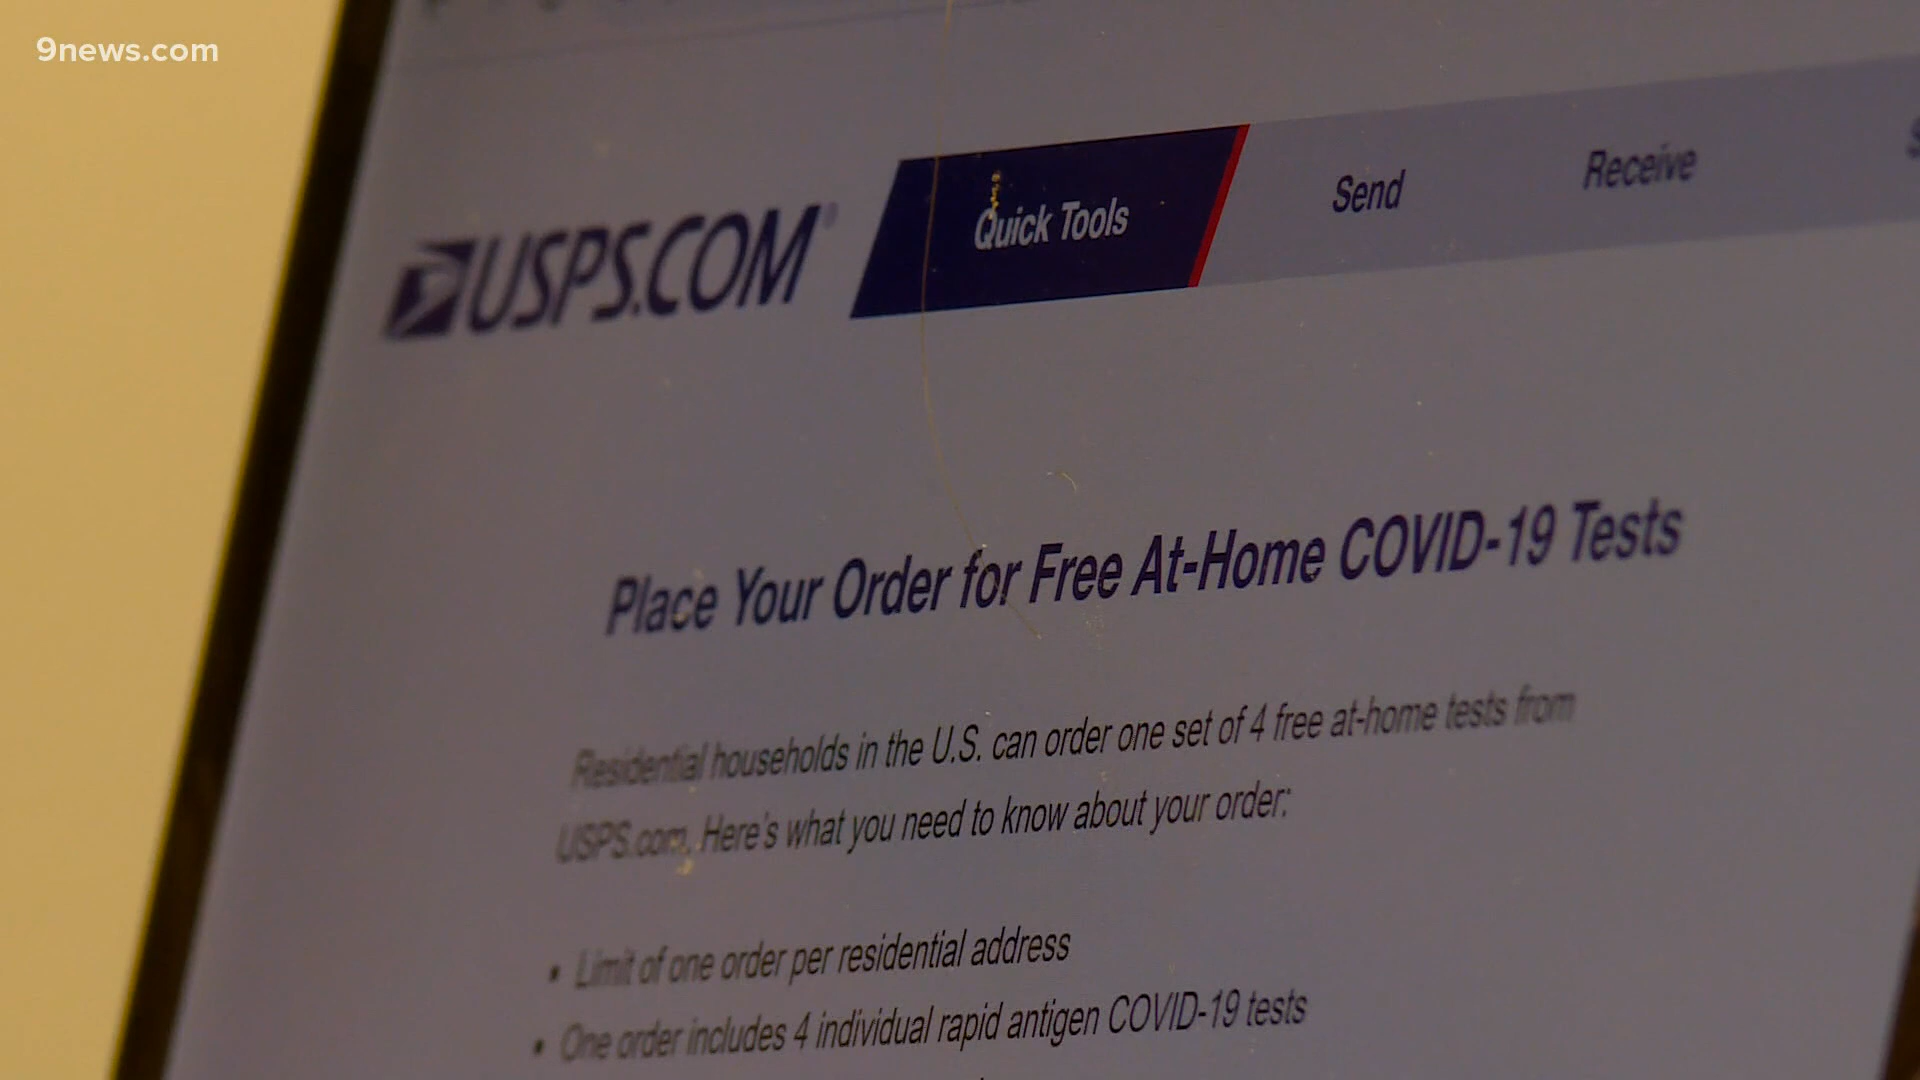 9news.com
USPS.COM®
Quick Tools
Send
Receive
Place Your Order for Free At-Home COVID-19 Tests
Residential households in the U.S. can order one set of 4 free at-home tests from
USPS.com. Here's what you need to know about your order:
• Limit of one order per residential address
• One order includes 4 individual rapid antigen COVID-19 tests